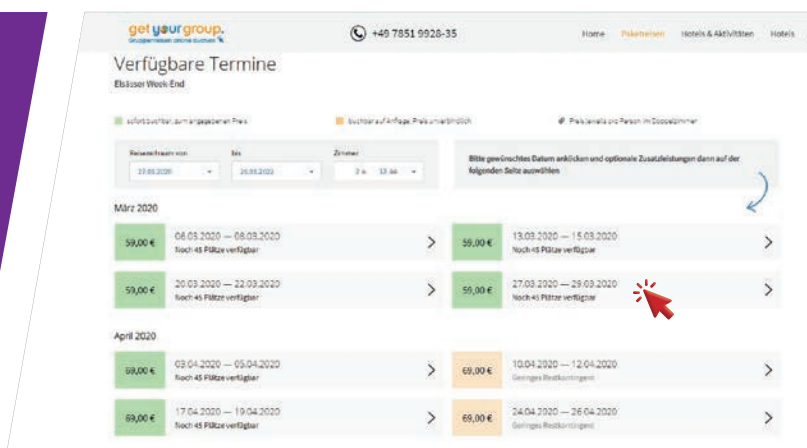 get your group.
Gruppenreisen online buchen
+49 7851 9928-35
Home Paketreisen Hotels & Aktivitäten Hotels
Verfügbare Termine
Elsässer Week-End
sofort buchbar, zum angegebenen Preis
buchbar auf Anfrage, Preis unverbindlich
Preis jeweils pro Person im Doppelzimmer
Reisezeitraum von bis Zimmer
Bitte gewünschtes Datum anklicken und optionale Zusatzleistungen dann auf der
folgenden Seite auswählen
März 2020
59,00 € 06.03.2020 — 08.03.2020
Noch 45 Plätze verfügbar
59,00 € 13.03.2020 — 15.03.2020
Noch 45 Plätze verfügbar
59,00 € 20.03.2020 — 22.03.2020
Noch 45 Plätze verfügbar
59,00 € 27.03.2020 — 29.03.2020
Noch 45 Plätze verfügbar
April 2020
69,00 € 03.04.2020 — 05.04.2020
Noch 45 Plätze verfügbar
69,00 € 10.04.2020 — 12.04.2020
Geringes Restkontingent
69,00 € 17.04.2020 — 19.04.2020
Noch 45 Plätze verfügbar
69,00 € 24.04.2020 — 26.04.2020
Geringes Restkontingent